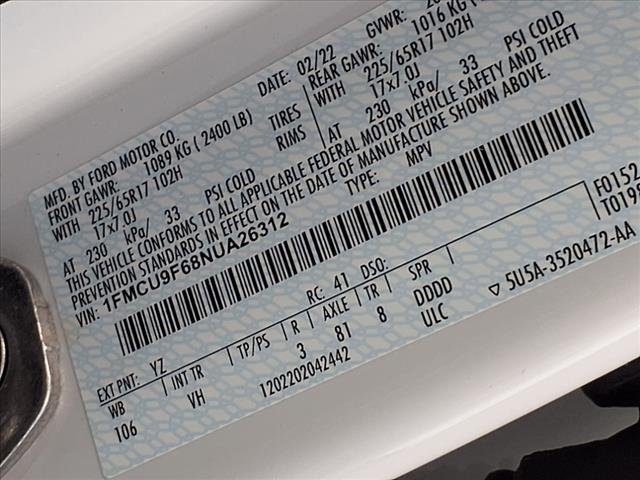 MFD. BY FORD MOTOR CO.
DATE: 02/22 GVWR:
FRONT GAWR: 1089 KG ( 2400 LB) REAR GAWR: 1016 KG
WITH 225/65R17 102H TIRES WITH 225/65R17 102H
17x7.0J RIMS 17x7.0J
AT 230 kPa/ 33 PSI COLD AT 230 kPa/ 33 PSI COLD
THIS VEHICLE CONFORMS TO ALL APPLICABLE FEDERAL MOTOR VEHICLE SAFETY AND THEFT
PREVENTION STANDARDS IN EFFECT ON THE DATE OF MANUFACTURE SHOWN ABOVE.
VIN: 1FMCU9F68NUA26312 MPV
F0152
EXT PNT: YZ RC: 41 DSO:
WB INT TR TP/PS R AXLE TR SPR
106 VH 3 81 8 DDDD
1202202042442 ULC
▽ 5U5A-3520472-AA